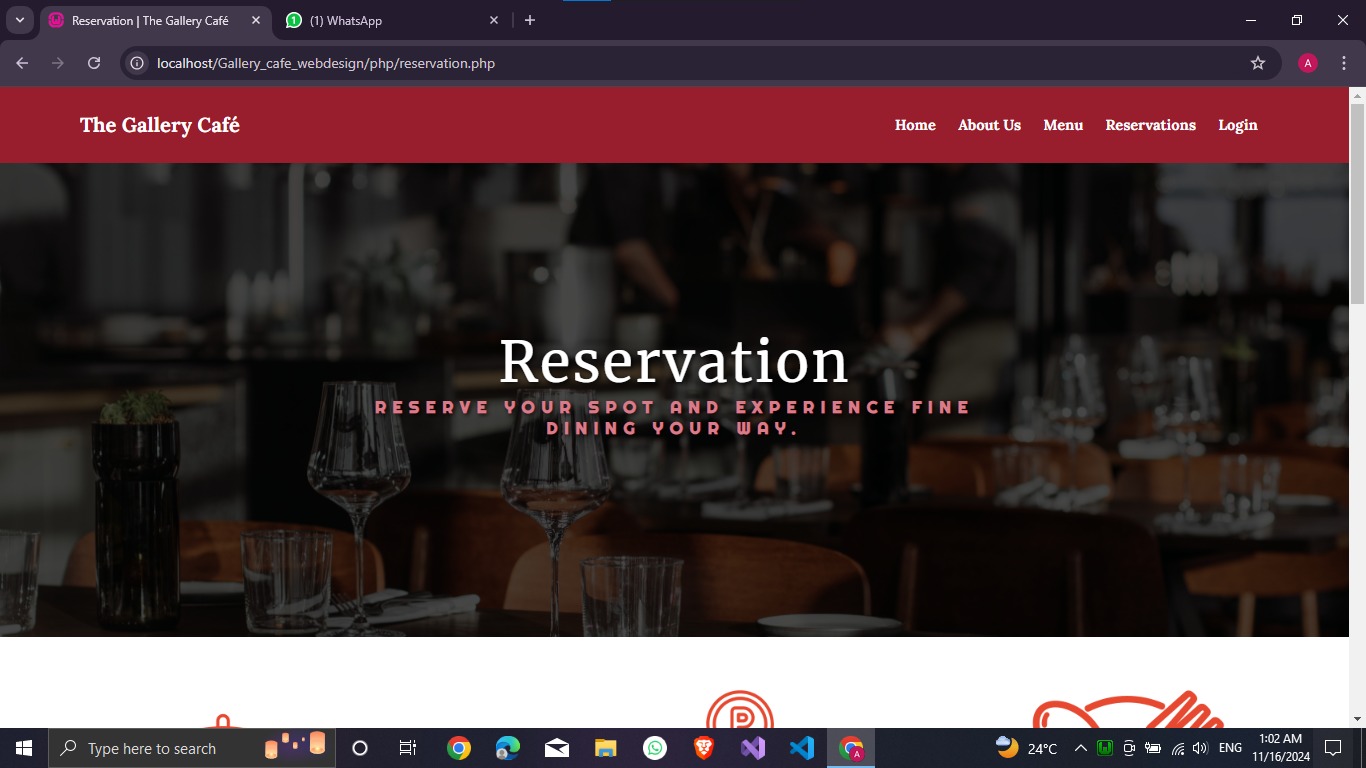 Reservation | The Gallery Café
(1) WhatsApp
localhost/Gallery_cafe_webdesign/php/reservation.php
A
The Gallery Café
Home
About Us
Menu
Reservations
Login
Reservation
RESERVE YOUR SPOT AND EXPERIENCE FINE
DINING YOUR WAY.
P
Type here to search
A
24°C
ENG
1:02 AM
11/16/2024